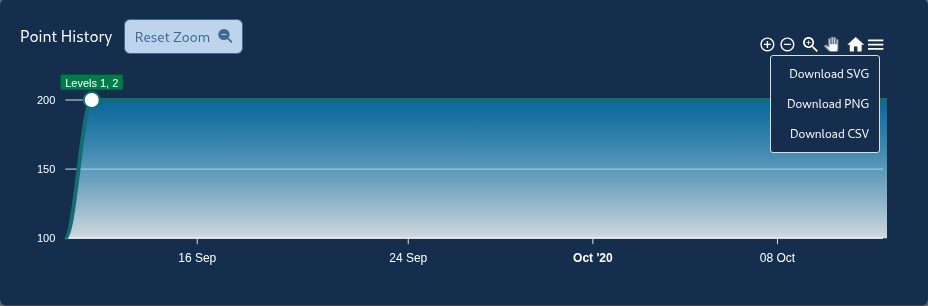 Point History
Reset Zoom
Download SVG
Download PNG
Download CSV
Levels 1, 2
200
150
100
16 Sep
24 Sep
Oct '20
08 Oct